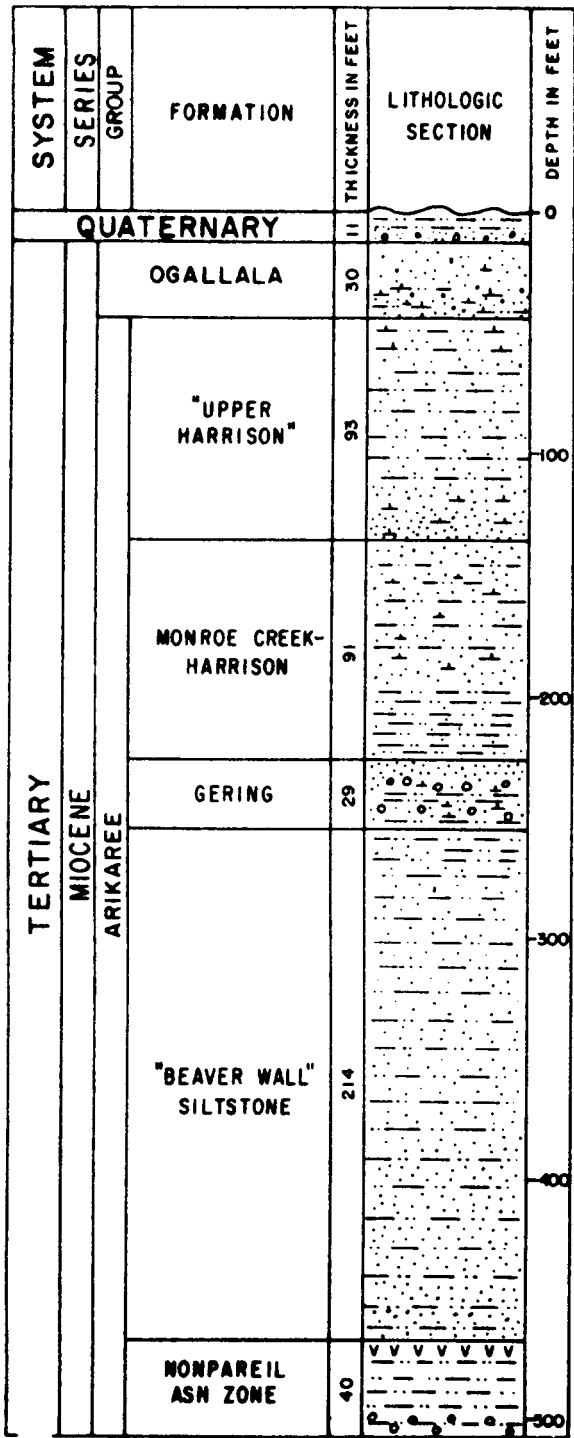 SYSTEM
SERIES
GROUP
FORMATION
THICKNESS IN FEET
LITHOLOGIC
SECTION
DEPTH IN FEET
0
QUATERNARY
11
OGALLALA
30
"UPPER
HARRISON"
93
100
MONROE CREEK-
HARRISON
91
200
GERING
29
TERTIARY
MIOCENE
ARIKAREE
300
"BEAVER WALL"
SILTSTONE
214
400
NONPAREIL
ASH ZONE
40
500